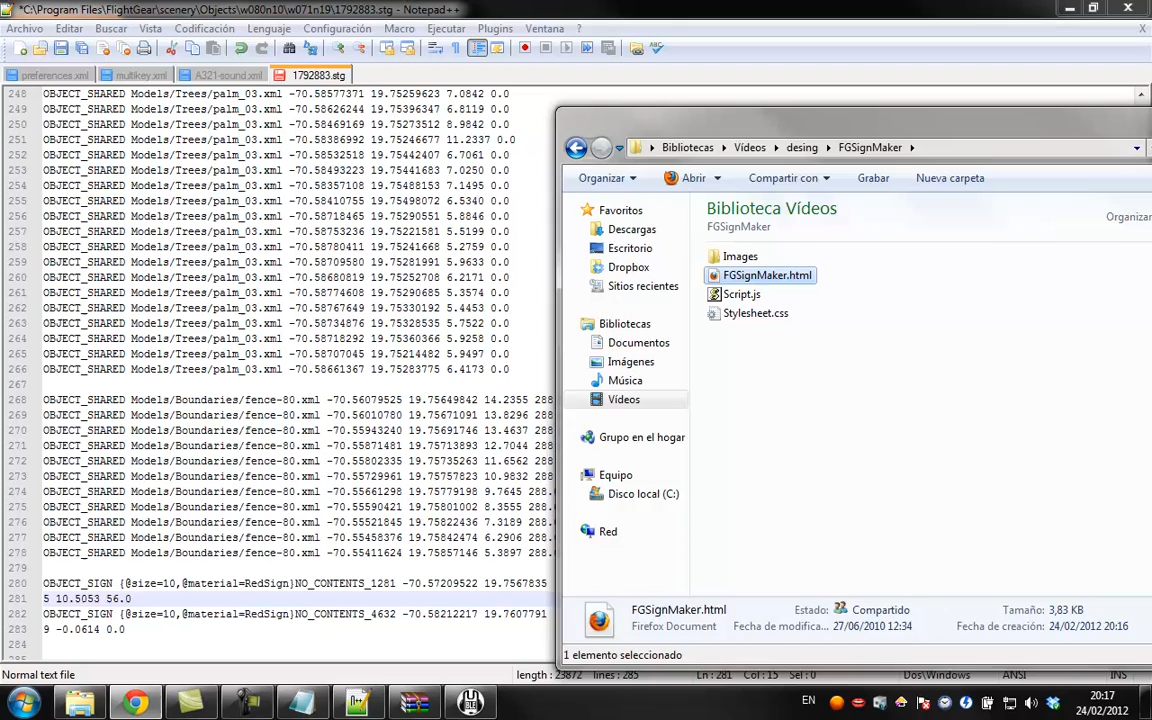 *C:\Program Files\FlightGear\scenery\Objects\w080n10\w071n19\1792883.stg - Notepad++
Archivo Editar Buscar Vista Codificación Lenguaje Configuración Macro Ejecutar Plugins Ventana ? X
preferences.xml multikey.xml A321-sound.xml 1792883.stg
248 OBJECT_SHARED Models/Trees/palm_03.xml -70.58577371 19.75259623 7.0842 0.0
249 OBJECT_SHARED Models/Trees/palm_03.xml -70.58626244 19.75396347 6.8119 0.0
250 OBJECT_SHARED Models/Trees/palm_03.xml -70.58469169 19.75273512 8.9842 0.0
251 OBJECT_SHARED Models/Trees/palm_03.xml -70.58386992 19.75246677 11.2337 0.0
252 OBJECT_SHARED Models/Trees/palm_03.xml -70.58532518 19.75442407 6.7061 0.0
253 OBJECT_SHARED Models/Trees/palm_03.xml -70.58493223 19.75441683 7.0250 0.0
254 OBJECT_SHARED Models/Trees/palm_03.xml -70.58357108 19.75488153 7.1495 0.0
255 OBJECT_SHARED Models/Trees/palm_03.xml -70.58410755 19.75498072 6.5340 0.0
256 OBJECT_SHARED Models/Trees/palm_03.xml -70.58718465 19.75290551 5.8846 0.0
257 OBJECT_SHARED Models/Trees/palm_03.xml -70.58753236 19.75221581 5.5199 0.0
258 OBJECT_SHARED Models/Trees/palm_03.xml -70.58780411 19.75241668 5.2759 0.0
259 OBJECT_SHARED Models/Trees/palm_03.xml -70.58709580 19.75281991 5.9633 0.0
260 OBJECT_SHARED Models/Trees/palm_03.xml -70.58680819 19.75252708 6.2171 0.0
261 OBJECT_SHARED Models/Trees/palm_03.xml -70.58774608 19.75290685 5.3574 0.0
262 OBJECT_SHARED Models/Trees/palm_03.xml -70.58767649 19.75330192 5.4453 0.0
263 OBJECT_SHARED Models/Trees/palm_03.xml -70.58734876 19.75328535 5.7522 0.0
264 OBJECT_SHARED Models/Trees/palm_03.xml -70.58718292 19.75360366 5.9258 0.0
265 OBJECT_SHARED Models/Trees/palm_03.xml -70.58707045 19.75214482 5.9497 0.0
266 OBJECT_SHARED Models/Trees/palm_03.xml -70.58661367 19.75283775 6.4173 0.0
267
268 OBJECT_SHARED Models/Boundaries/fence-80.xml -70.56079525 19.75649842 14.2355 288
269 OBJECT_SHARED Models/Boundaries/fence-80.xml -70.56010780 19.75671091 13.8296 288
270 OBJECT_SHARED Models/Boundaries/fence-80.xml -70.55943240 19.75691746 13.4637 288
271 OBJECT_SHARED Models/Boundaries/fence-80.xml -70.55871481 19.75713893 12.7044 288
272 OBJECT_SHARED Models/Boundaries/fence-80.xml -70.55802335 19.75735263 11.6562 288
273 OBJECT_SHARED Models/Boundaries/fence-80.xml -70.55729961 19.75757823 10.9832 288
274 OBJECT_SHARED Models/Boundaries/fence-80.xml -70.55661298 19.75779198 9.7645 288.
275 OBJECT_SHARED Models/Boundaries/fence-80.xml -70.55590421 19.75801002 8.3555 288.
276 OBJECT_SHARED Models/Boundaries/fence-80.xml -70.55521845 19.75822436 7.3189 288.
277 OBJECT_SHARED Models/Boundaries/fence-80.xml -70.55458376 19.75842474 6.2906 288.
278 OBJECT_SHARED Models/Boundaries/fence-80.xml -70.55411624 19.75857146 5.3897 288.
279
280 OBJECT_SIGN {@size=10,@material=RedSign}NO_CONTENTS_1281 -70.57209522 19.7567835
281 5 10.5053 56.0
282 OBJECT_SIGN {@size=10,@material=RedSign}NO_CONTENTS_4632 -70.58212217 19.7607791
283 9 -0.0614 0.0
284
Normal text file length : 23872 lines : 285 Ln : 281 Col : 15 Sel : 0 Dos\Windows ANSI INS
Bibliotecas Vídeos desing FGSignMaker
Organizar Abrir Compartir con Grabar Nueva carpeta
Favoritos
Descargas
Escritorio
Dropbox
Sitios recientes
Bibliotecas
Documentos
Imágenes
Música
Vídeos
Grupo en el hogar
Equipo
Disco local (C:)
Red
Biblioteca Vídeos
FGSignMaker
Organizar
Images
FGSignMaker.html
Script.js
Stylesheet.css
FGSignMaker.html Estado: Compartido Tamaño: 3,83 KB
Firefox Document Fecha de modifica... 27/06/2010 12:34 Fecha de creación: 24/02/2012 20:16
1 elemento seleccionado
EN
20:17
24/02/2012